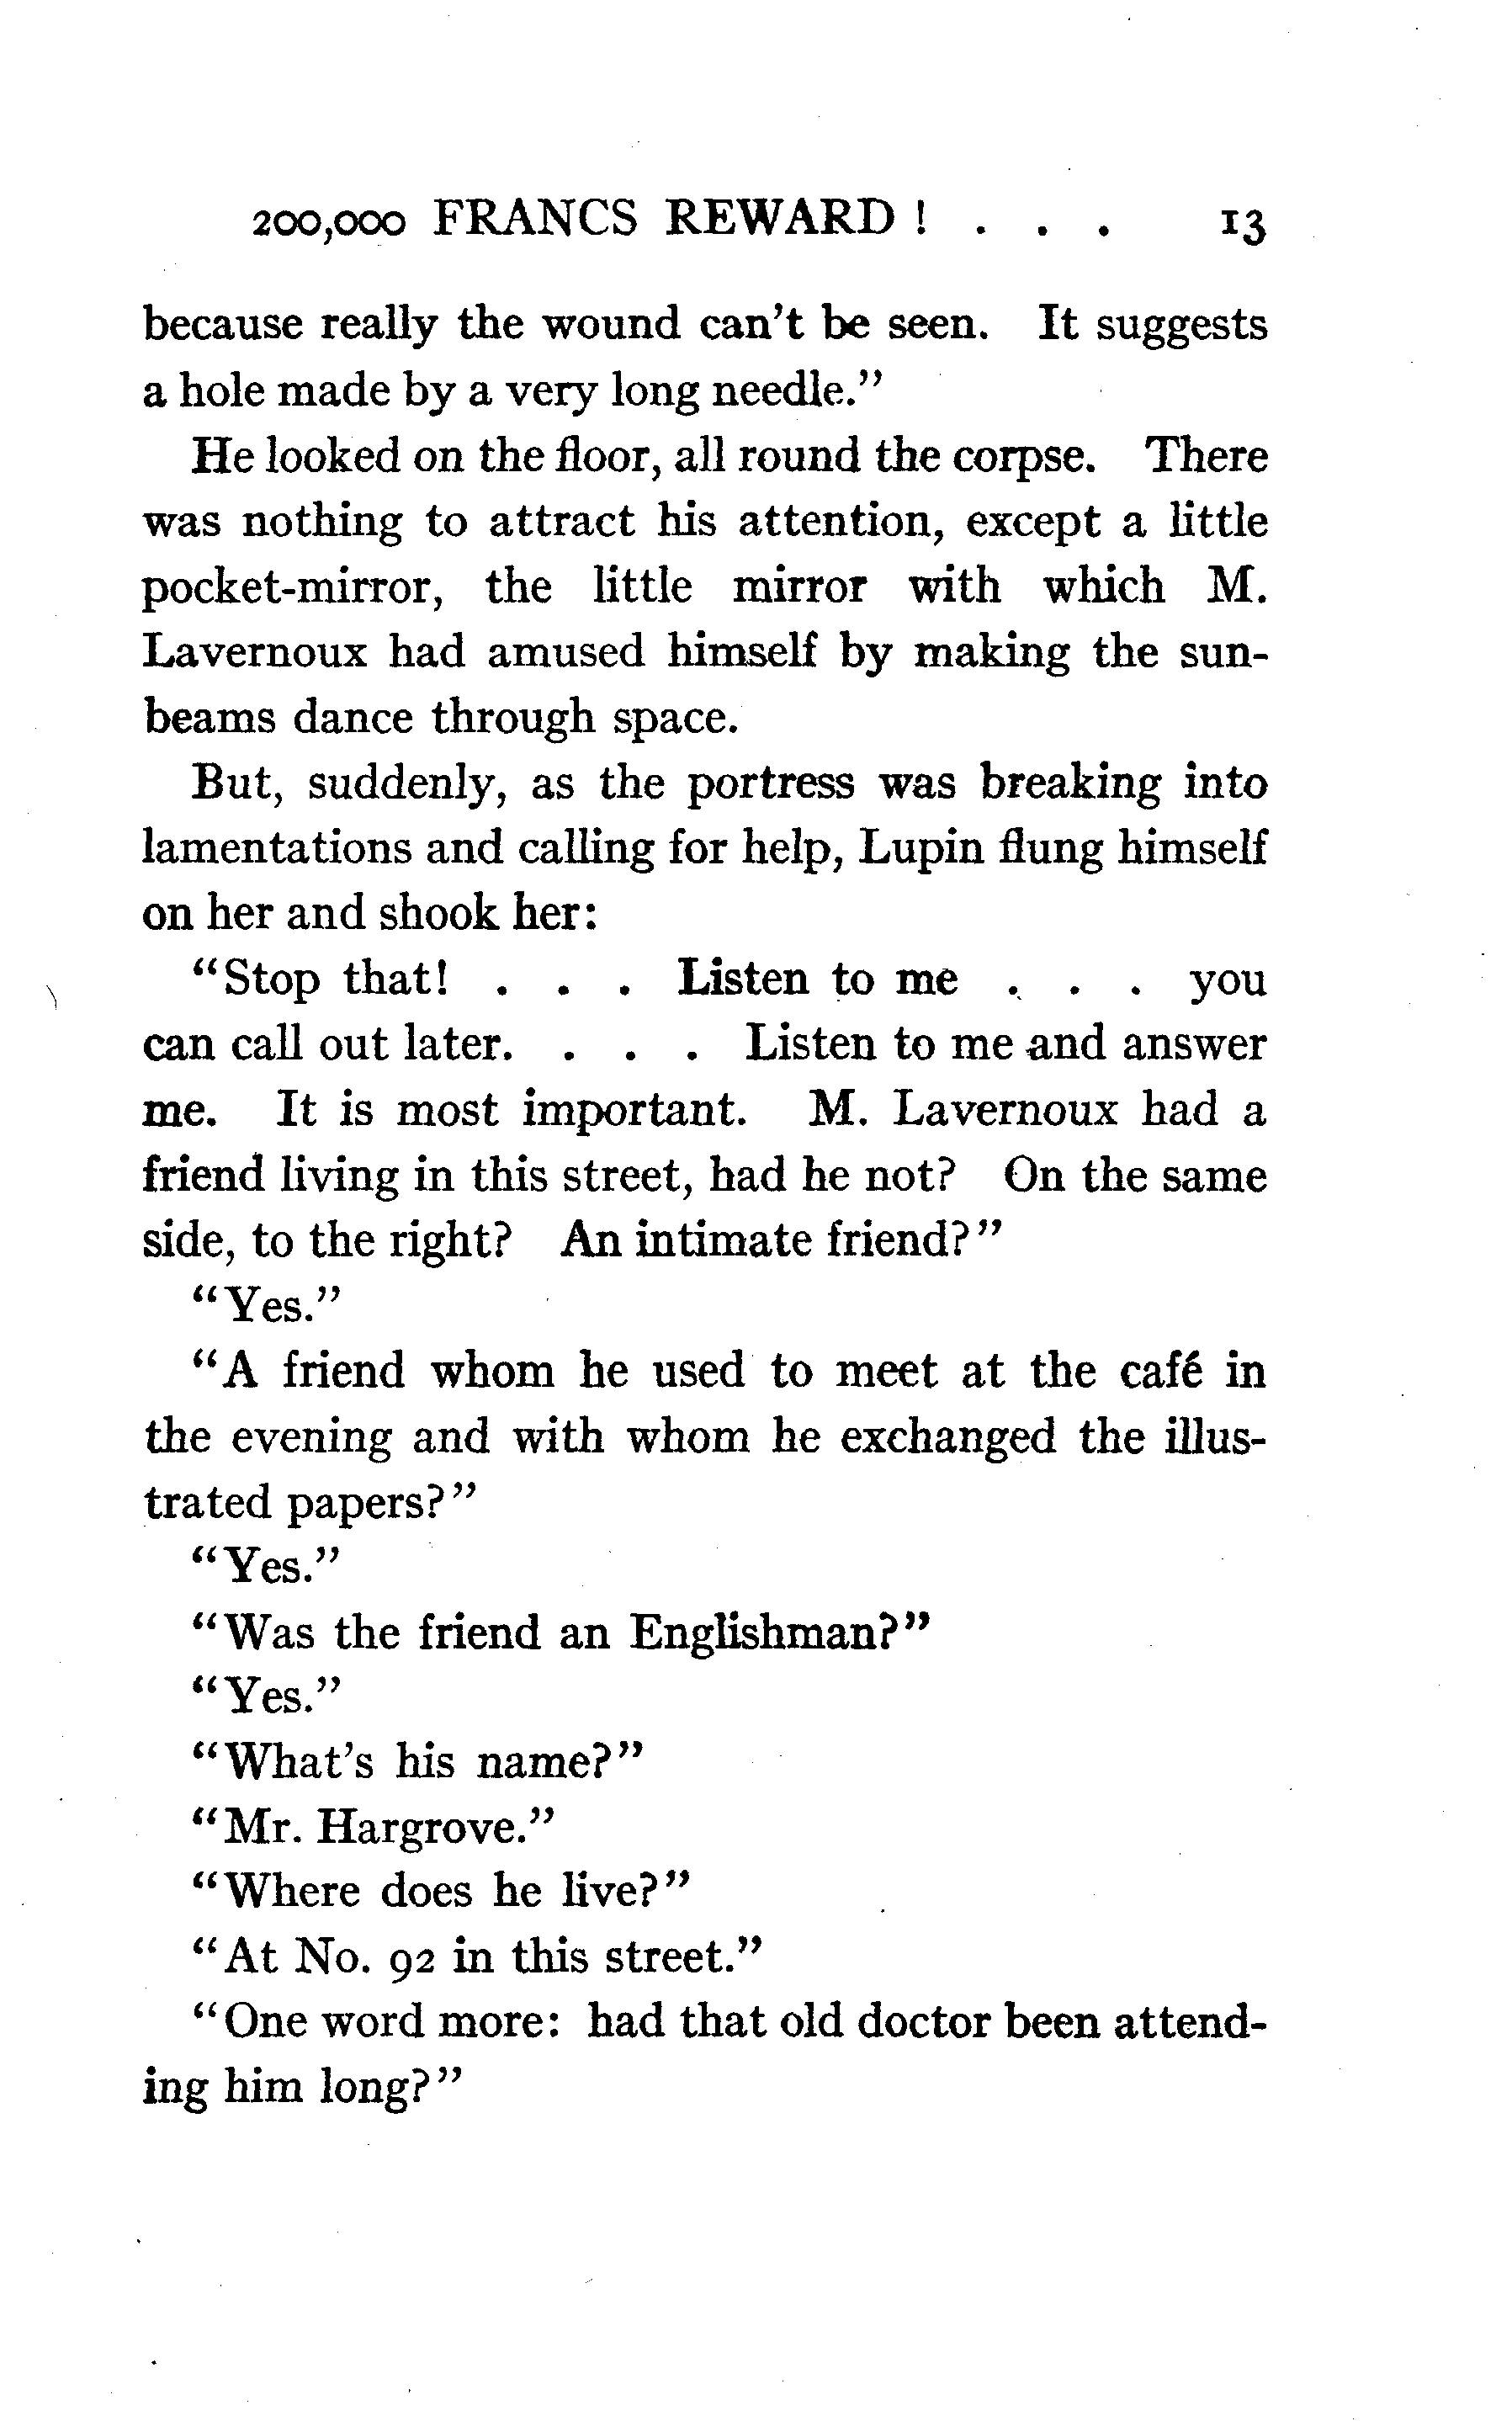 200,000 FRANCS REWARD ! . . . 13
because really the wound can't be seen. It suggests
a hole made by a very long needle."
He looked on the floor, all round the corpse. There
was nothing to attract his attention, except a little
pocket-mirror, the little mirror with which M.
Lavernoux had amused himself by making the sun-
beams dance through space.
But, suddenly, as the portress was breaking into
lamentations and calling for help, Lupin flung himself
on her and shook her:
"Stop that! . . . Listen to me . . . you
can call out later. . . . Listen to me and answer
me. It is most important. M. Lavernoux had a
friend living in this street, had he not? On the same
side, to the right? An intimate friend?"
"Yes."
"A friend whom he used to meet at the café in
the evening and with whom he exchanged the illus-
trated papers?"
"Yes."
"Was the friend an Englishman?"
"Yes."
"What's his name?"
"Mr. Hargrove."
"Where does he live?"
"At No. 92 in this street."
"One word more: had that old doctor been attend-
ing him long?"